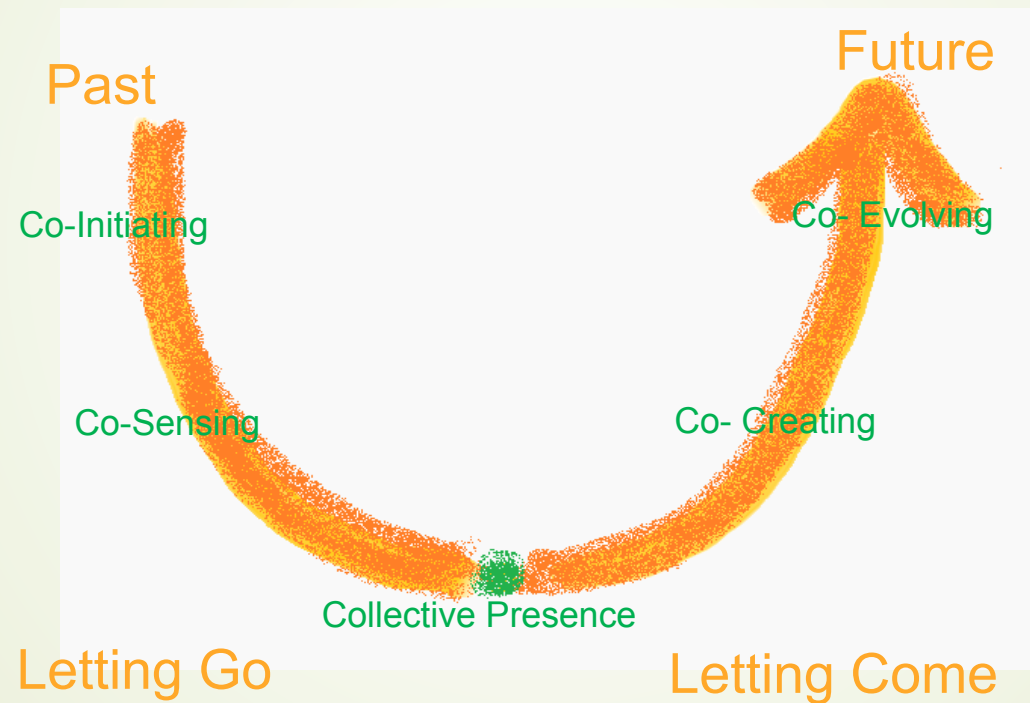 Future
Past
Co-Initiating
Co- Evolving
Co-Sensing
Co- Creating
Collective Presence
Letting Go
Letting Come